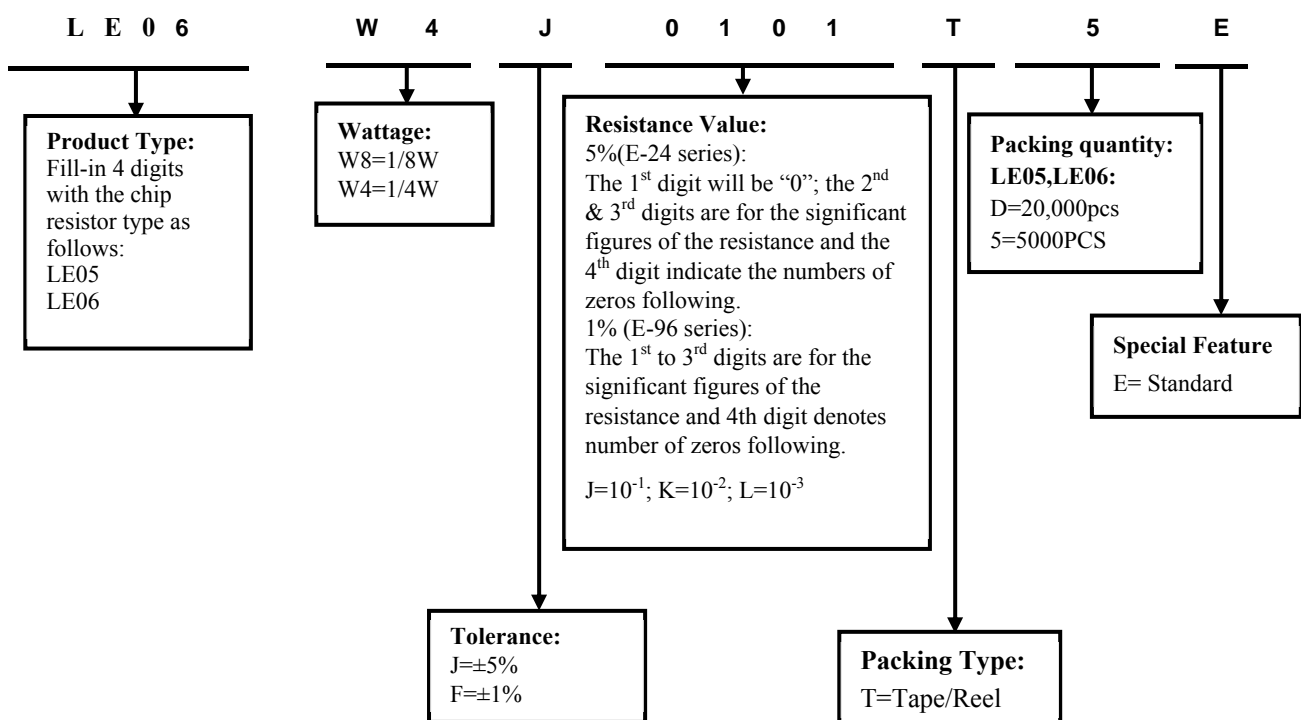 L E 0 6 W 4 J 0 1 0 1 T 5 E
Product Type:
Fill-in 4 digits
with the chip
resistor type as
follows:
LE05
LE06
Wattage:
W8=1/8W
W4=1/4W
Resistance Value:
5%(E-24 series):
The 1st digit will be “0”; the 2nd
& 3rd digits are for the significant
figures of the resistance and the
4th digit indicate the numbers of
zeros following.
1% (E-96 series):
The 1st to 3rd digits are for the
significant figures of the
resistance and 4th digit denotes
number of zeros following.
J=10-1; K=10-2; L=10-3
Packing quantity:
LE05,LE06:
D=20,000pcs
5=5000PCS
Special Feature
E= Standard
Tolerance:
J=±5%
F=±1%
Packing Type:
T=Tape/Reel